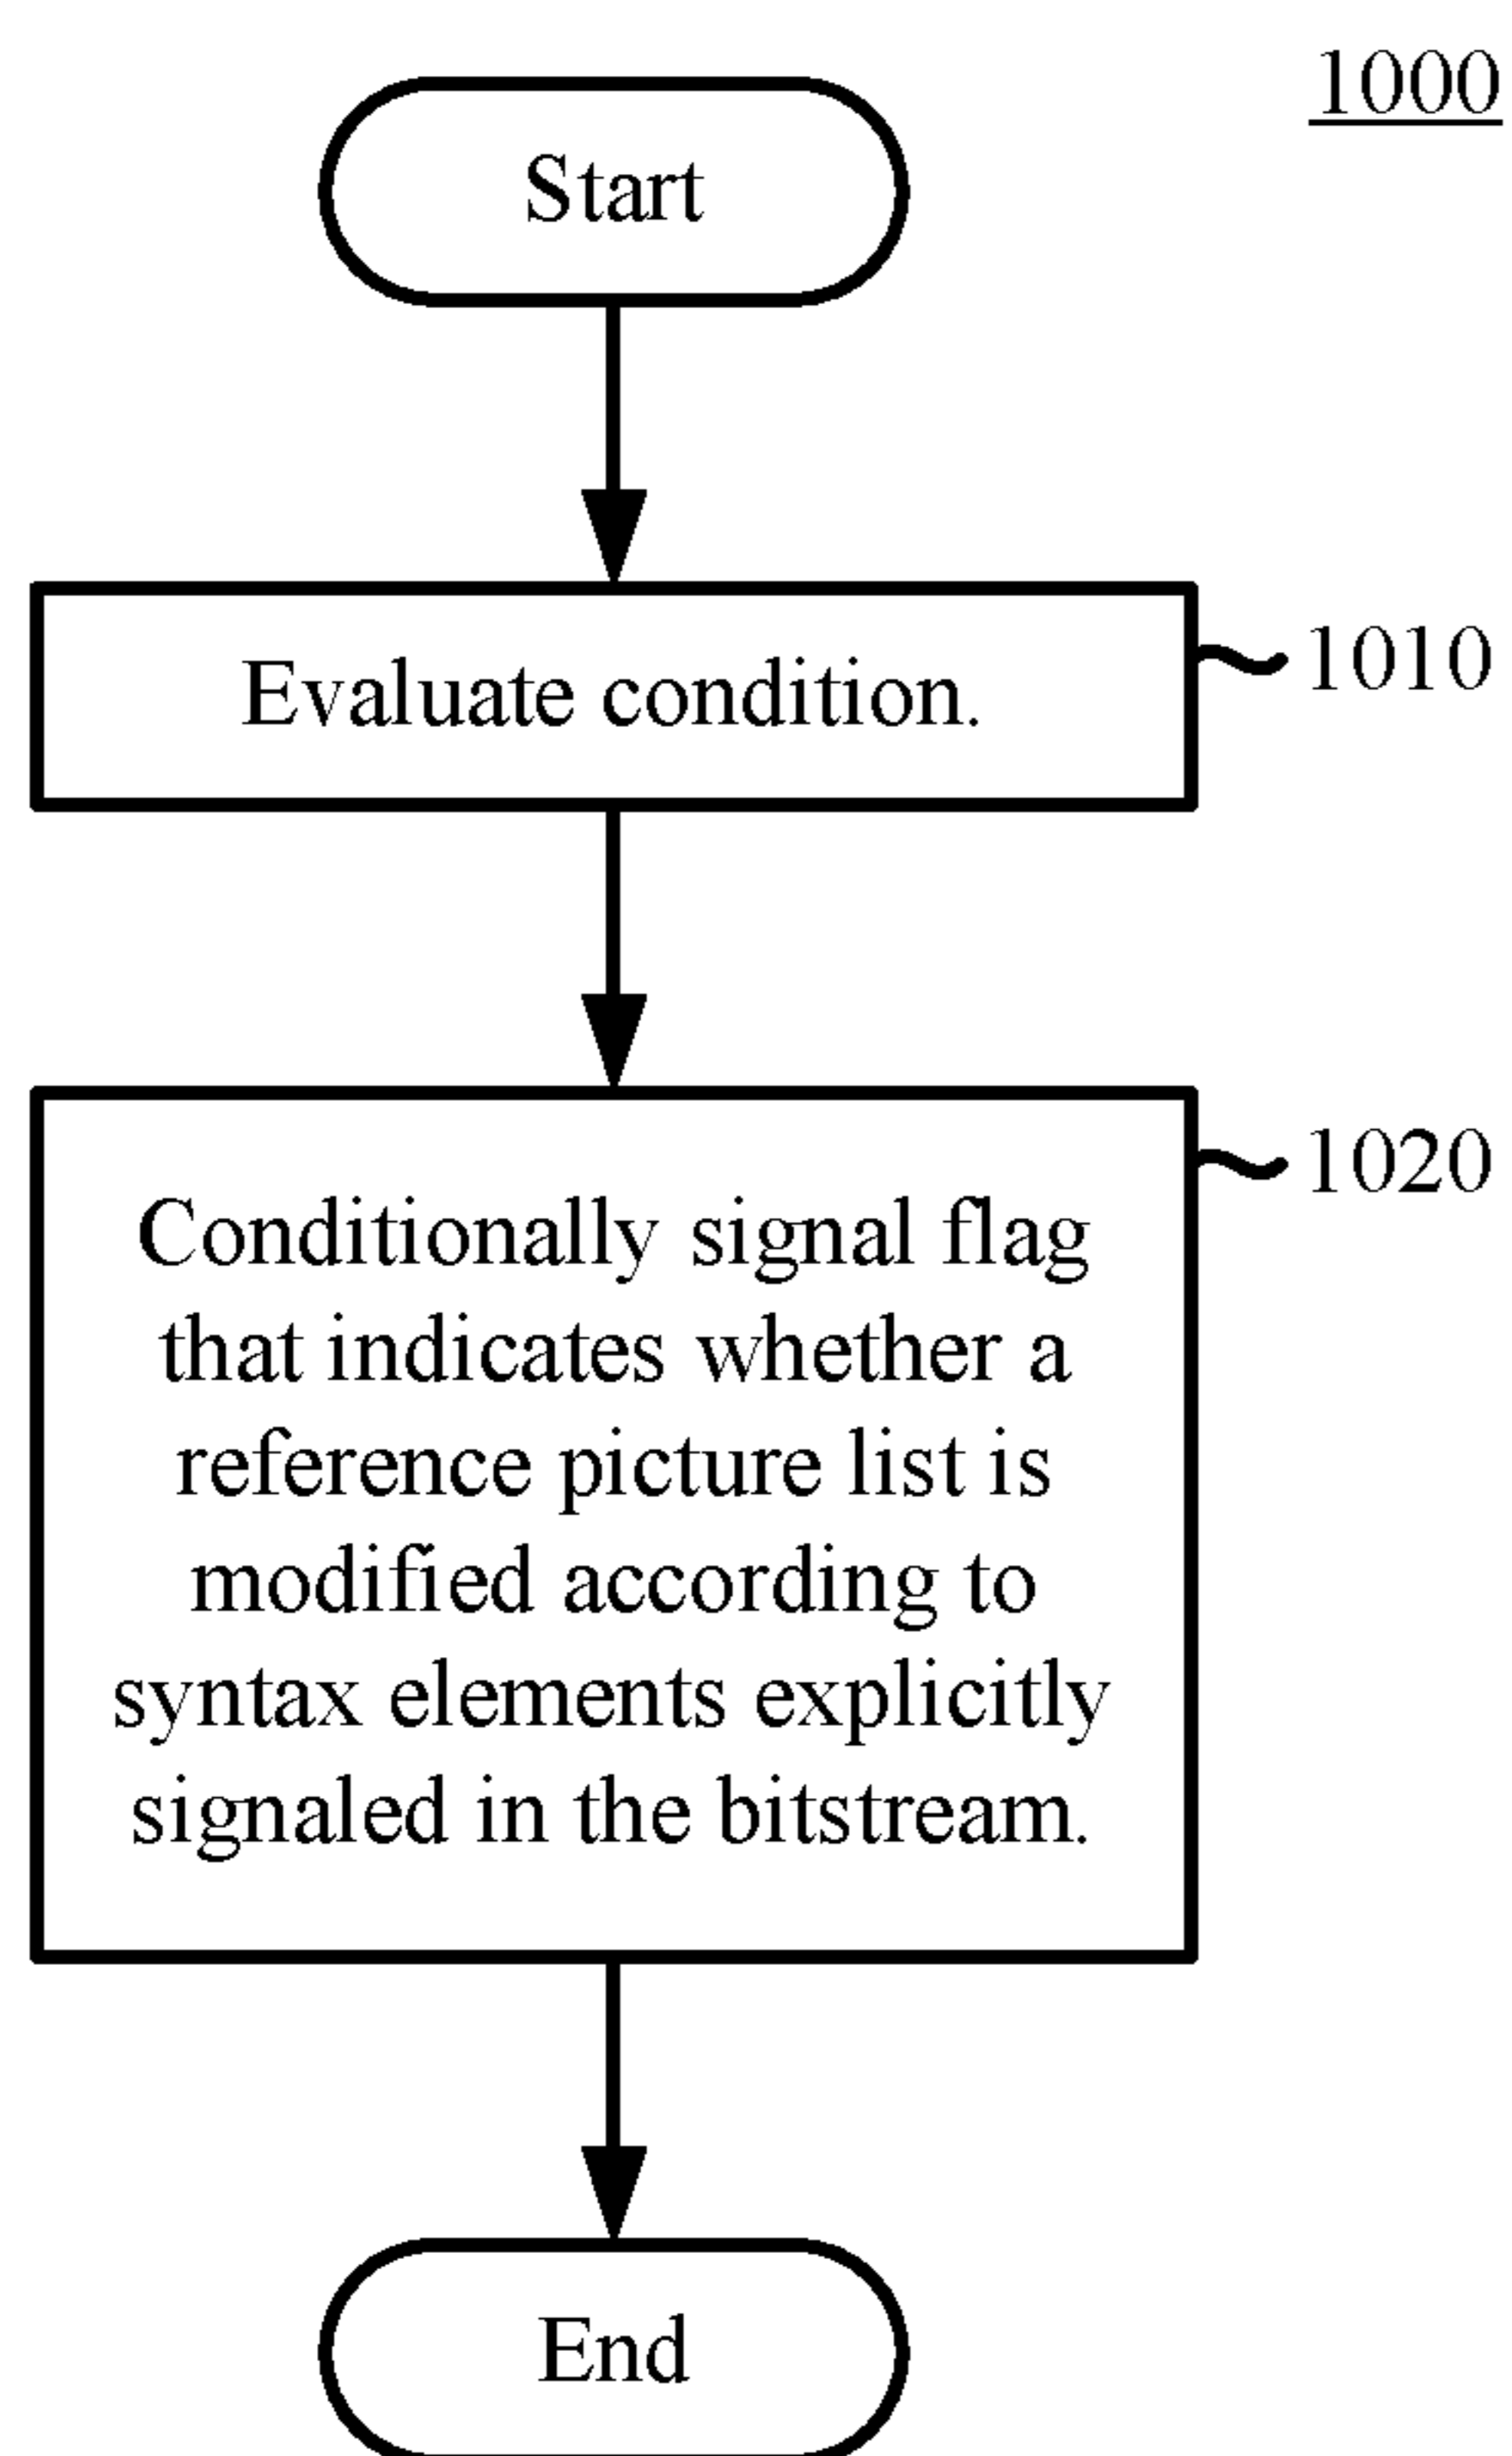 1000
Start
Evaluate condition.
1010
Conditionally signal flag
that indicates whether a
reference picture list is
modified according to
syntax elements explicitly
signaled in the bitstream.
1020
End